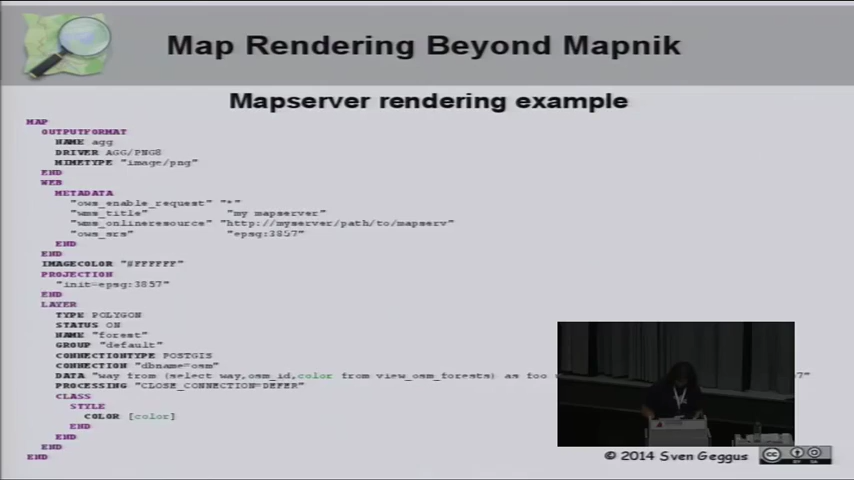 Map Rendering Beyond Mapnik
Mapserver rendering example
MAP
OUTPUTFORMAT
NAME agg
DRIVER AGG/PNG8
MIMETYPE "image/png"
END
WEB
METADATA
"ows_enable_request" "*"
"wms_title" "my mapserver"
"wms_onlineresource" "http://myserver/path/to/mapserv"
"ows_srs" "epsg:3857"
END
END
IMAGECOLOR "#FFFFFF"
PROJECTION
"init=epsg:3857"
END
LAYER
TYPE POLYGON
STATUS ON
NAME "forest"
GROUP "default"
CONNECTIONTYPE POSTGIS
CONNECTION "dbname=osm"
DATA "way from (select way,osm_id,color from view_osm_forests) as foo
PROCESSING "CLOSE_CONNECTION=DEFER"
CLASS
STYLE
COLOR [color]
END
END
END
END
© 2014 Sven Geggus
cc BY SA